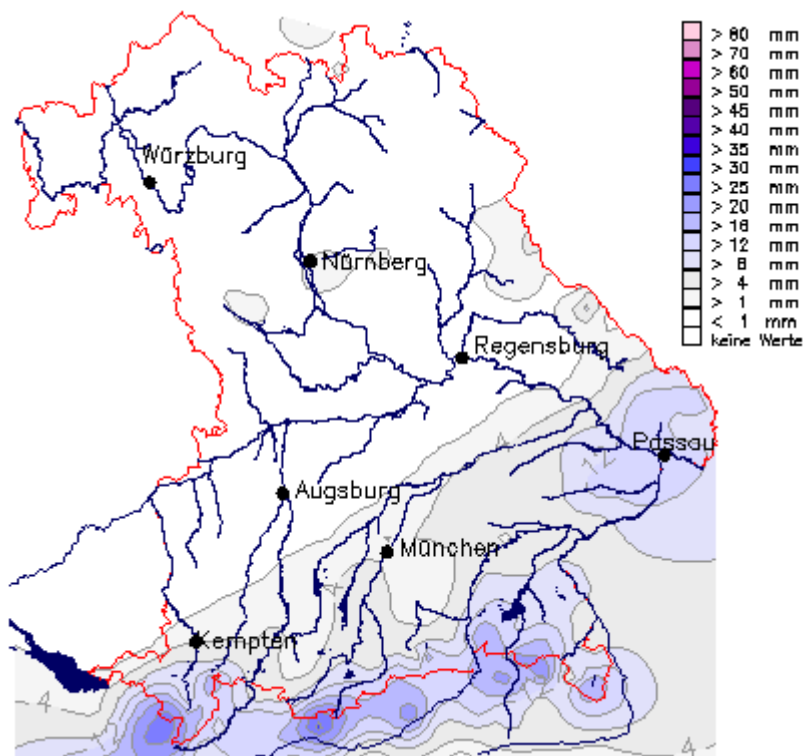 > 80 mm
> 70 mm
> 60 mm
> 50 mm
> 45 mm
> 40 mm
> 35 mm
> 30 mm
> 25 mm
> 20 mm
> 16 mm
> 12 mm
> 8 mm
> 4 mm
> 1 mm
< 1 mm
keine Werte
Würzburg
Nürnberg
Regensburg
Passau
Augsburg
München
Kempten
4
4